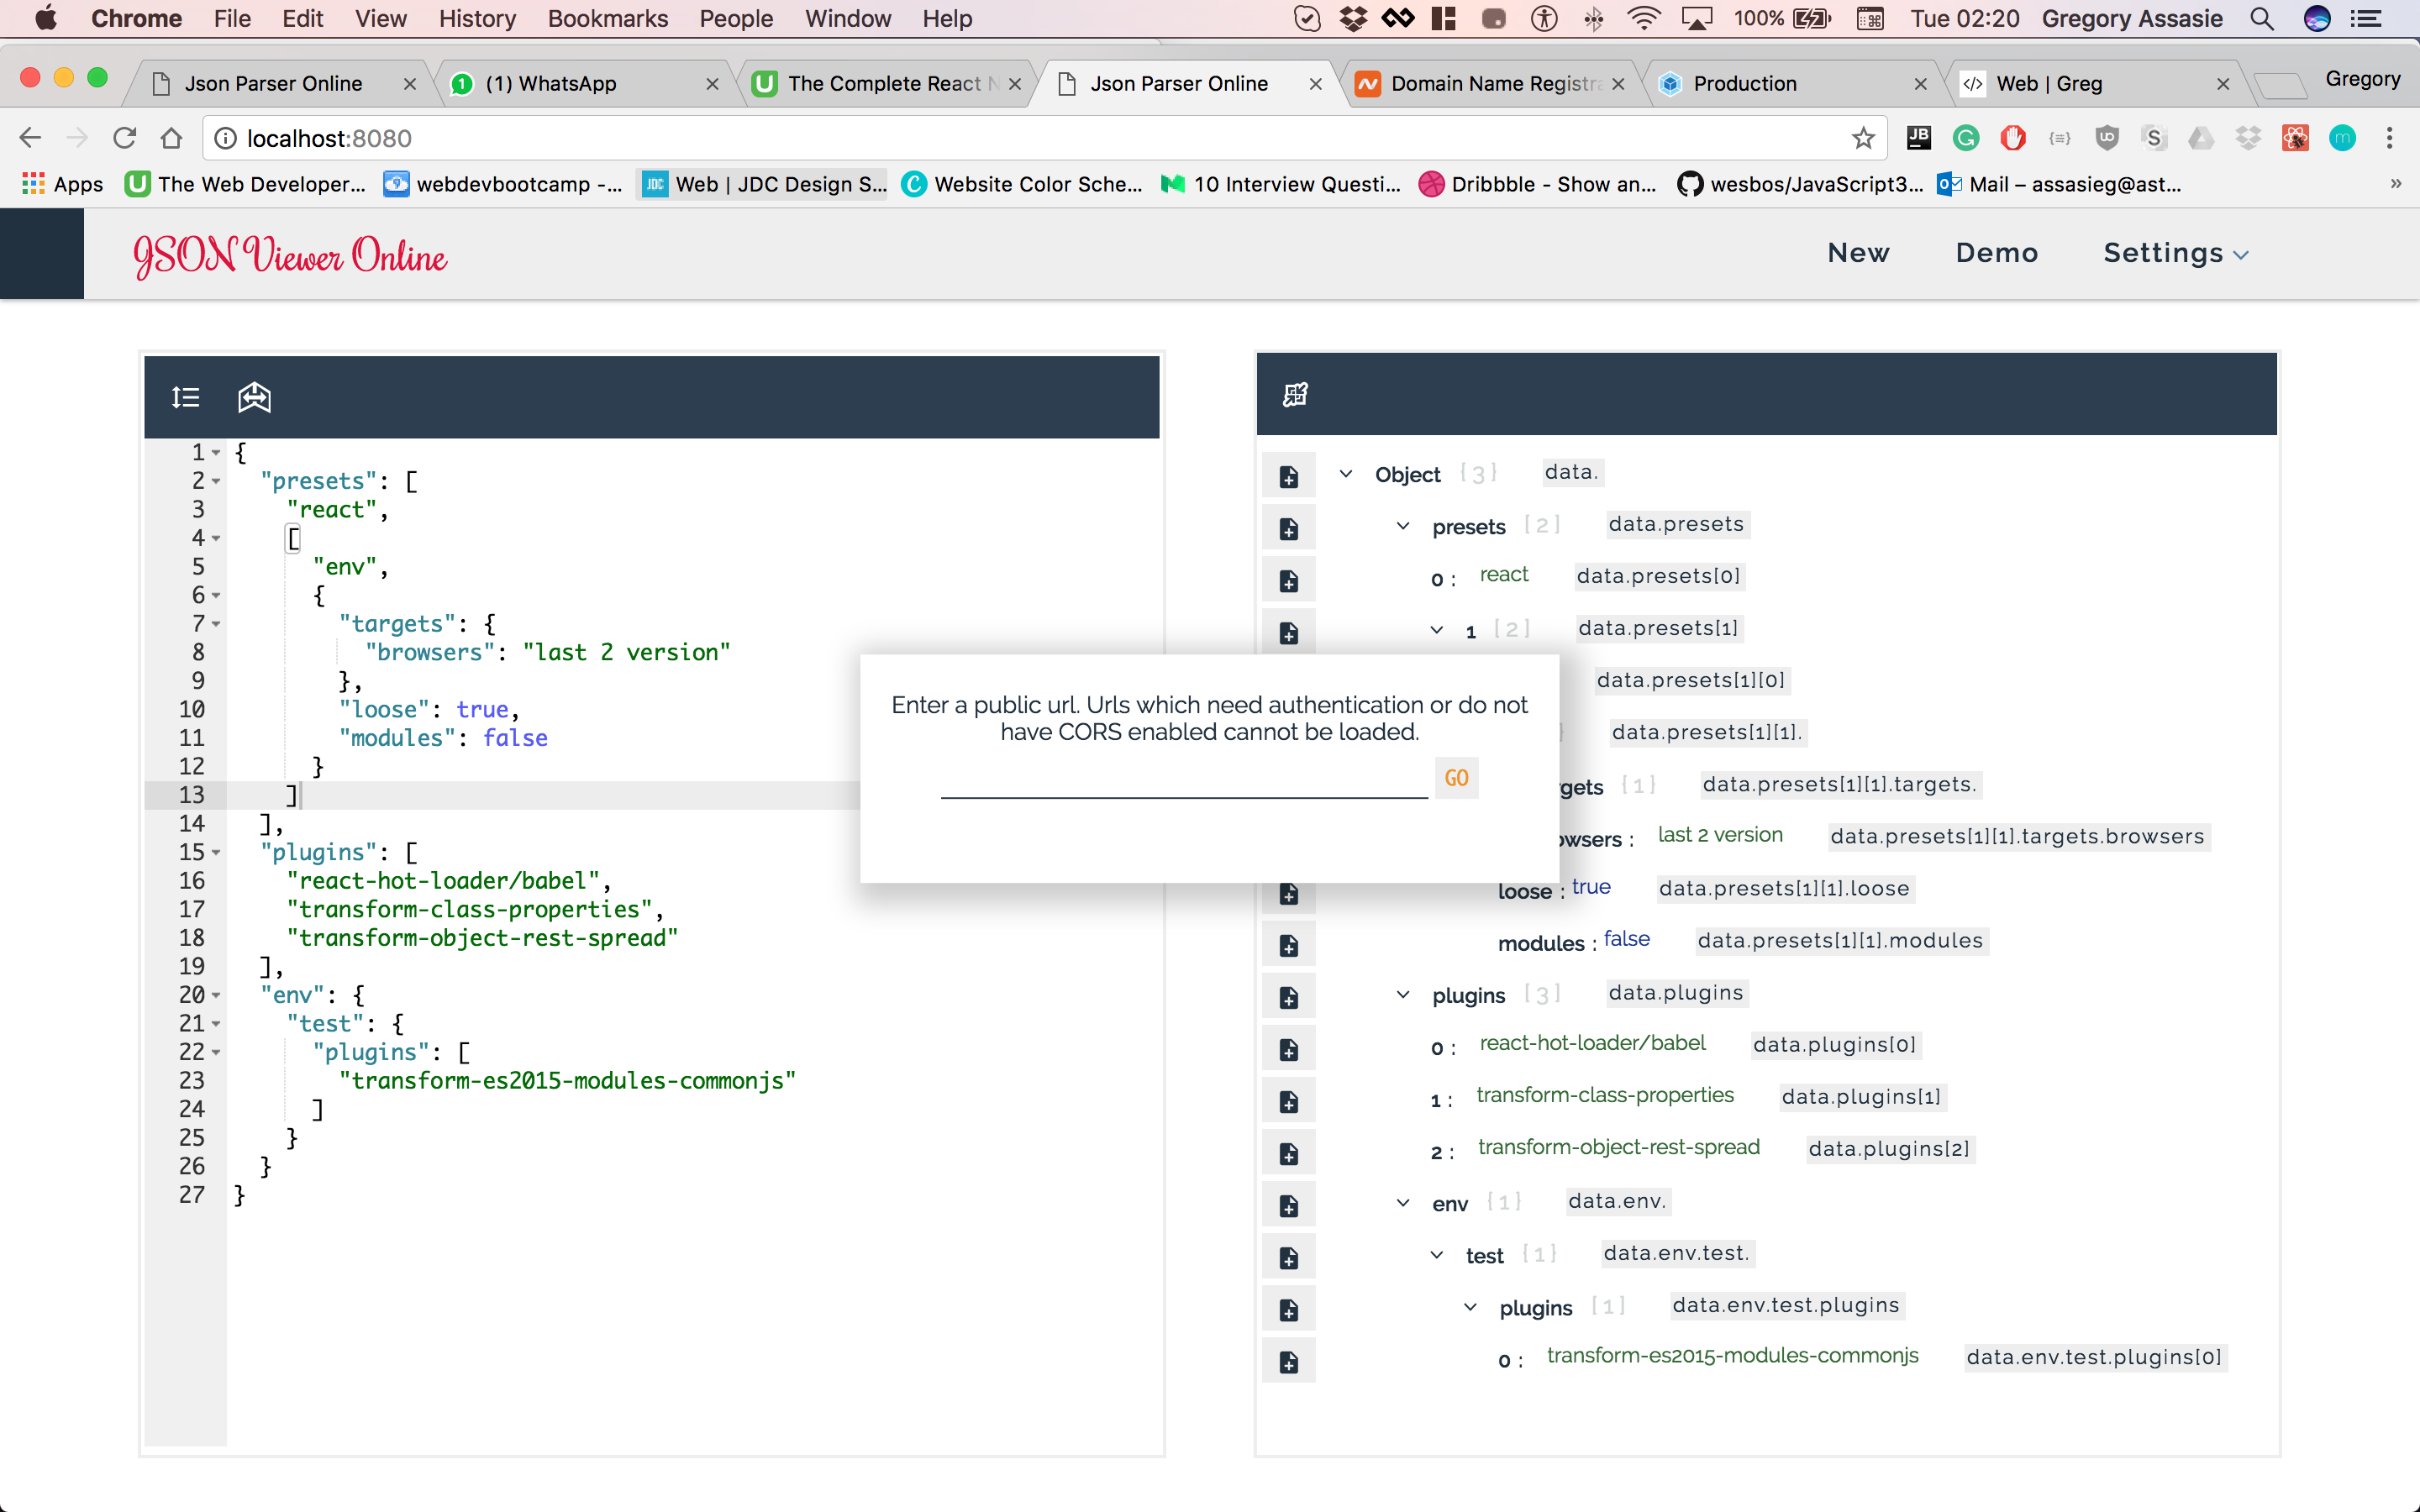 Chrome File Edit View History Bookmarks People Window Help 100% Tue 02:20 Gregory Assasie
Json Parser Online
(1) WhatsApp
The Complete React N
Json Parser Online
Domain Name Registra
Production
Web | Greg
Gregory
localhost:8080
Apps
The Web Developer...
webdevbootcamp -...
Web | JDC Design S...
Website Color Sche...
10 Interview Questi...
Dribbble - Show an...
wesbos/JavaScript3...
Mail – assasieg@ast...
»
JSON Viewer Online
New Demo Settings
1 {
2 "presets": [
3 "react",
4 [
5 "env",
6 {
7 "targets": {
8 "browsers": "last 2 version"
9 },
10 "loose": true,
11 "modules": false
12 }
13 ]
14 ],
15 "plugins": [
16 "react-hot-loader/babel",
17 "transform-class-properties",
18 "transform-object-rest-spread"
19 ],
20 "env": {
21 "test": {
22 "plugins": [
23 "transform-es2015-modules-commonjs"
24 ]
25 }
26 }
27 }
Enter a public url. Urls which need authentication or do not
have CORS enabled cannot be loaded.
GO
Object {3} data.
presets [2] data.presets
0 : react data.presets[0]
1 [2] data.presets[1]
data.presets[1][0]
} data.presets[1][1].
gets {1} data.presets[1][1].targets.
owsers : last 2 version data.presets[1][1].targets.browsers
loose : true data.presets[1][1].loose
modules : false data.presets[1][1].modules
plugins [3] data.plugins
0 : react-hot-loader/babel data.plugins[0]
1 : transform-class-properties data.plugins[1]
2 : transform-object-rest-spread data.plugins[2]
env {1} data.env.
test {1} data.env.test.
plugins [1] data.env.test.plugins
0 : transform-es2015-modules-commonjs data.env.test.plugins[0]